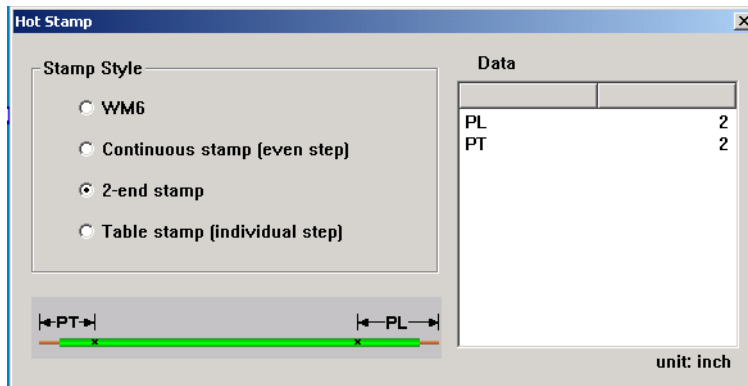 Hot Stamp
Stamp Style
WM6
Continuous stamp (even step)
2-end stamp
Table stamp (individual step)
PT
PL
Data
PL 2
PT 2
unit: inch